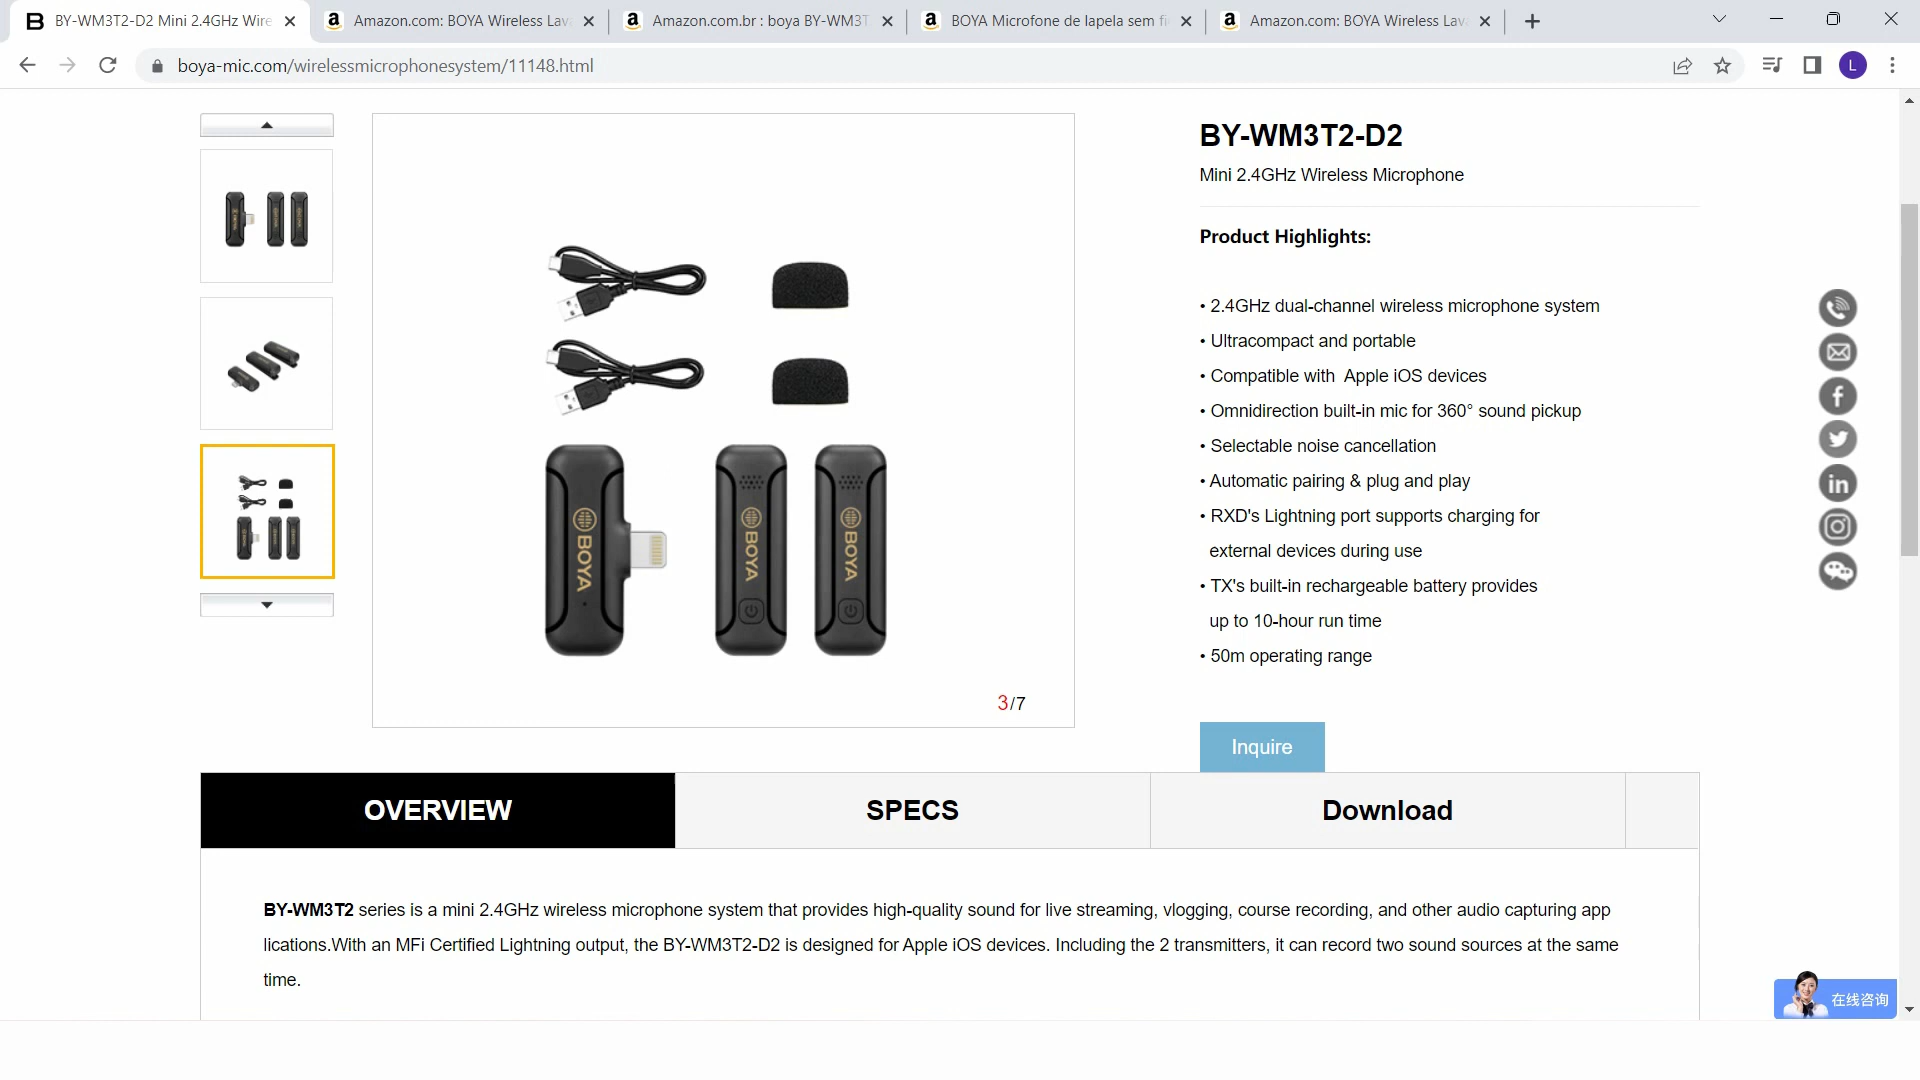 BY-WM3T2-D2 Mini 2.4GHz Wire
Amazon.com: BOYA Wireless Lav
Amazon.com.br : boya BY-WM3T
BOYA Microfone de lapela sem fi
Amazon.com: BOYA Wireless Lav
boya-mic.com/wirelessmicrophonesystem/11148.html
L
BY-WM3T2-D2
Mini 2.4GHz Wireless Microphone
Product Highlights:
• 2.4GHz dual-channel wireless microphone system
• Ultracompact and portable
• Compatible with Apple iOS devices
• Omnidirection built-in mic for 360° sound pickup
• Selectable noise cancellation
• Automatic pairing & plug and play
• RXD's Lightning port supports charging for
external devices during use
• TX's built-in rechargeable battery provides
up to 10-hour run time
• 50m operating range
BOYA
BOYA
BOYA
3/7
Inquire
OVERVIEW
SPECS
Download
BY-WM3T2 series is a mini 2.4GHz wireless microphone system that provides high-quality sound for live streaming, vlogging, course recording, and other audio capturing app
lications.With an MFi Certified Lightning output, the BY-WM3T2-D2 is designed for Apple iOS devices. Including the 2 transmitters, it can record two sound sources at the same
time.
在线咨询